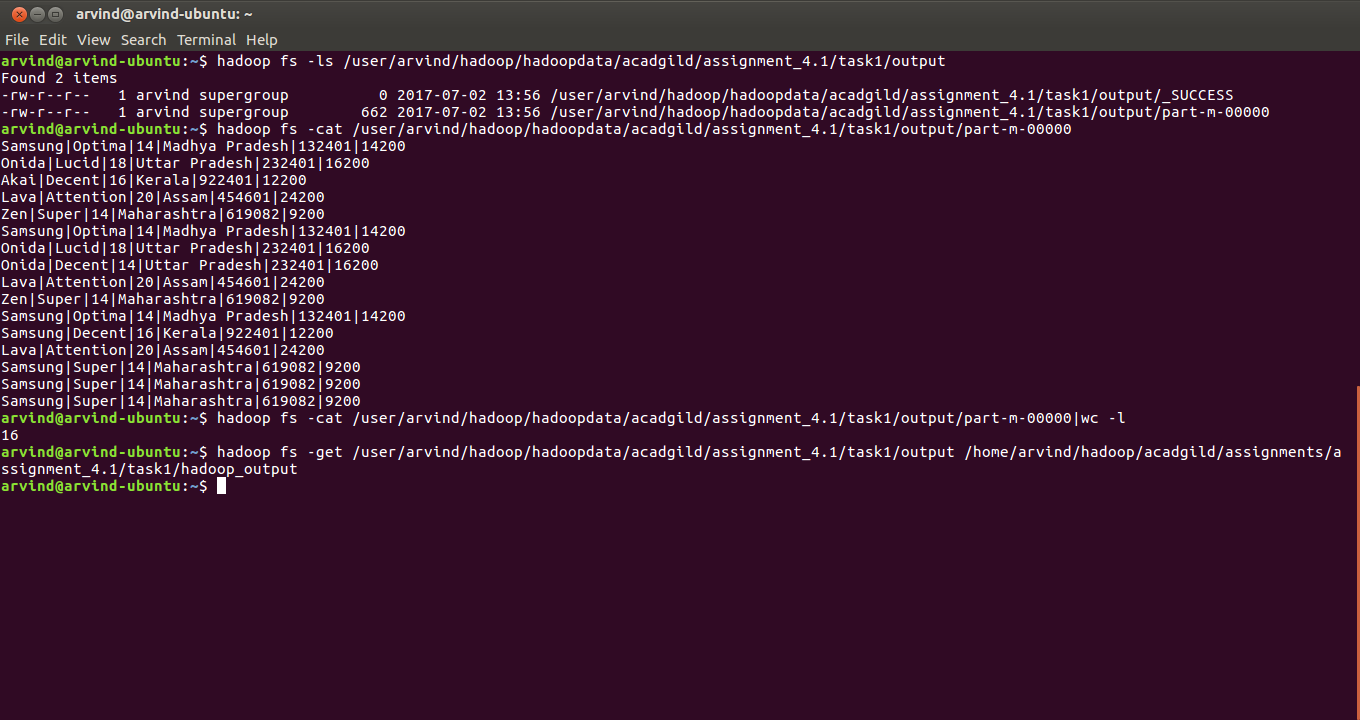 arvind@arvind-ubuntu: ~
File Edit View Search Terminal Help
arvind@arvind-ubuntu:~$ hadoop fs -ls /user/arvind/hadoop/hadoopdata/acadgild/assignment_4.1/task1/output
Found 2 items
-rw-r--r--   1 arvind supergroup          0 2017-07-02 13:56 /user/arvind/hadoop/hadoopdata/acadgild/assignment_4.1/task1/output/_SUCCESS
-rw-r--r--   1 arvind supergroup        662 2017-07-02 13:56 /user/arvind/hadoop/hadoopdata/acadgild/assignment_4.1/task1/output/part-m-00000
arvind@arvind-ubuntu:~$ hadoop fs -cat /user/arvind/hadoop/hadoopdata/acadgild/assignment_4.1/task1/output/part-m-00000
Samsung|Optima|14|Madhya Pradesh|132401|14200
Onida|Lucid|18|Uttar Pradesh|232401|16200
Akai|Decent|16|Kerala|922401|12200
Lava|Attention|20|Assam|454601|24200
Zen|Super|14|Maharashtra|619082|9200
Samsung|Optima|14|Madhya Pradesh|132401|14200
Onida|Lucid|18|Uttar Pradesh|232401|16200
Onida|Decent|14|Uttar Pradesh|232401|16200
Lava|Attention|20|Assam|454601|24200
Zen|Super|14|Maharashtra|619082|9200
Samsung|Optima|14|Madhya Pradesh|132401|14200
Samsung|Decent|16|Kerala|922401|12200
Lava|Attention|20|Assam|454601|24200
Samsung|Super|14|Maharashtra|619082|9200
Samsung|Super|14|Maharashtra|619082|9200
Samsung|Super|14|Maharashtra|619082|9200
arvind@arvind-ubuntu:~$ hadoop fs -cat /user/arvind/hadoop/hadoopdata/acadgild/assignment_4.1/task1/output/part-m-00000|wc -l
16
arvind@arvind-ubuntu:~$ hadoop fs -get /user/arvind/hadoop/hadoopdata/acadgild/assignment_4.1/task1/output /home/arvind/hadoop/acadgild/assignments/a
ssignment_4.1/task1/hadoop_output
arvind@arvind-ubuntu:~$